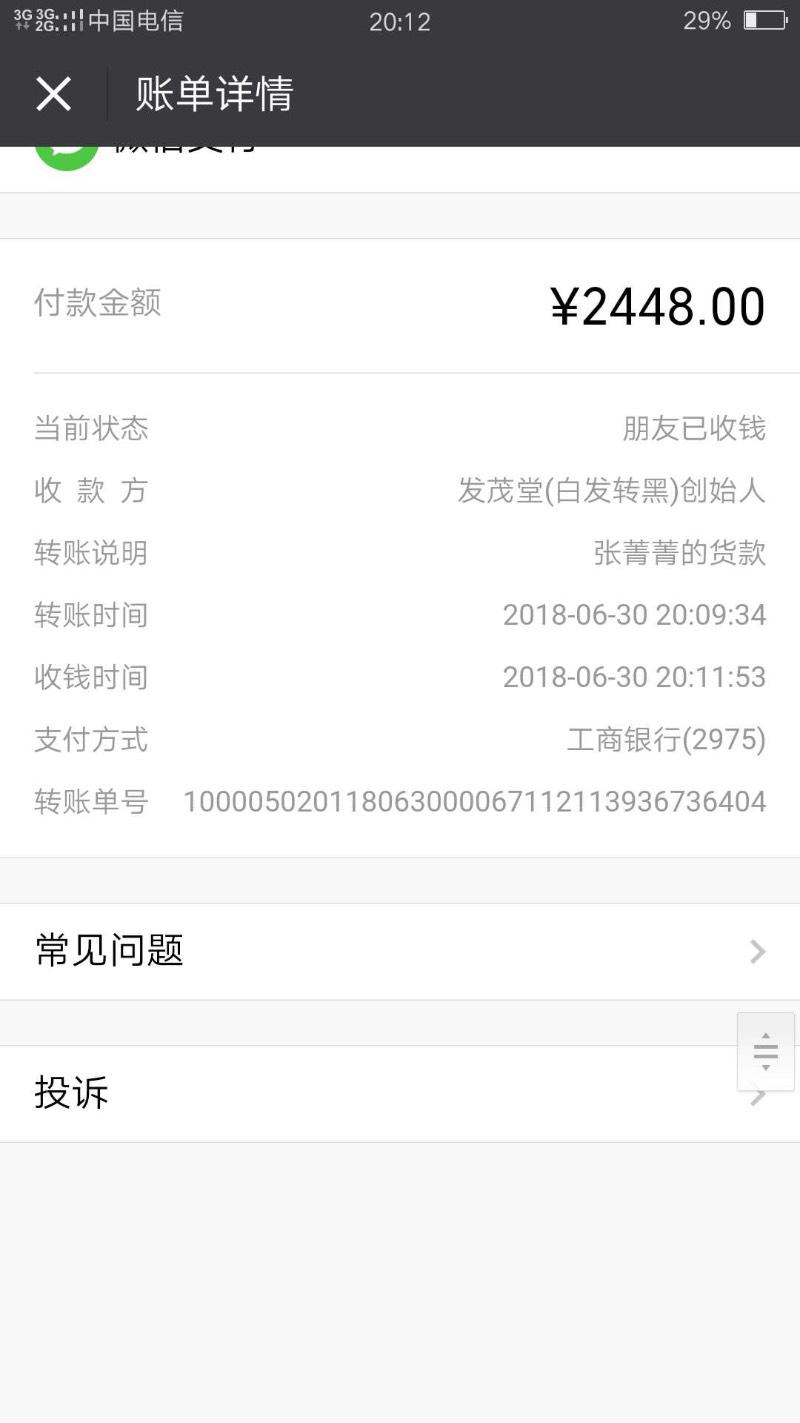 3G 3G 2G 中国电信 20:12 29%
账单详情
微信支付
付款金额 ¥2448.00
当前状态 朋友已收钱
收款方 发茂堂(白发转黑)创始人
转账说明 张菁菁的货款
转账时间 2018-06-30 20:09:34
收钱时间 2018-06-30 20:11:53
支付方式 工商银行(2975)
转账单号 100005020118063000067112113936736404
常见问题
投诉